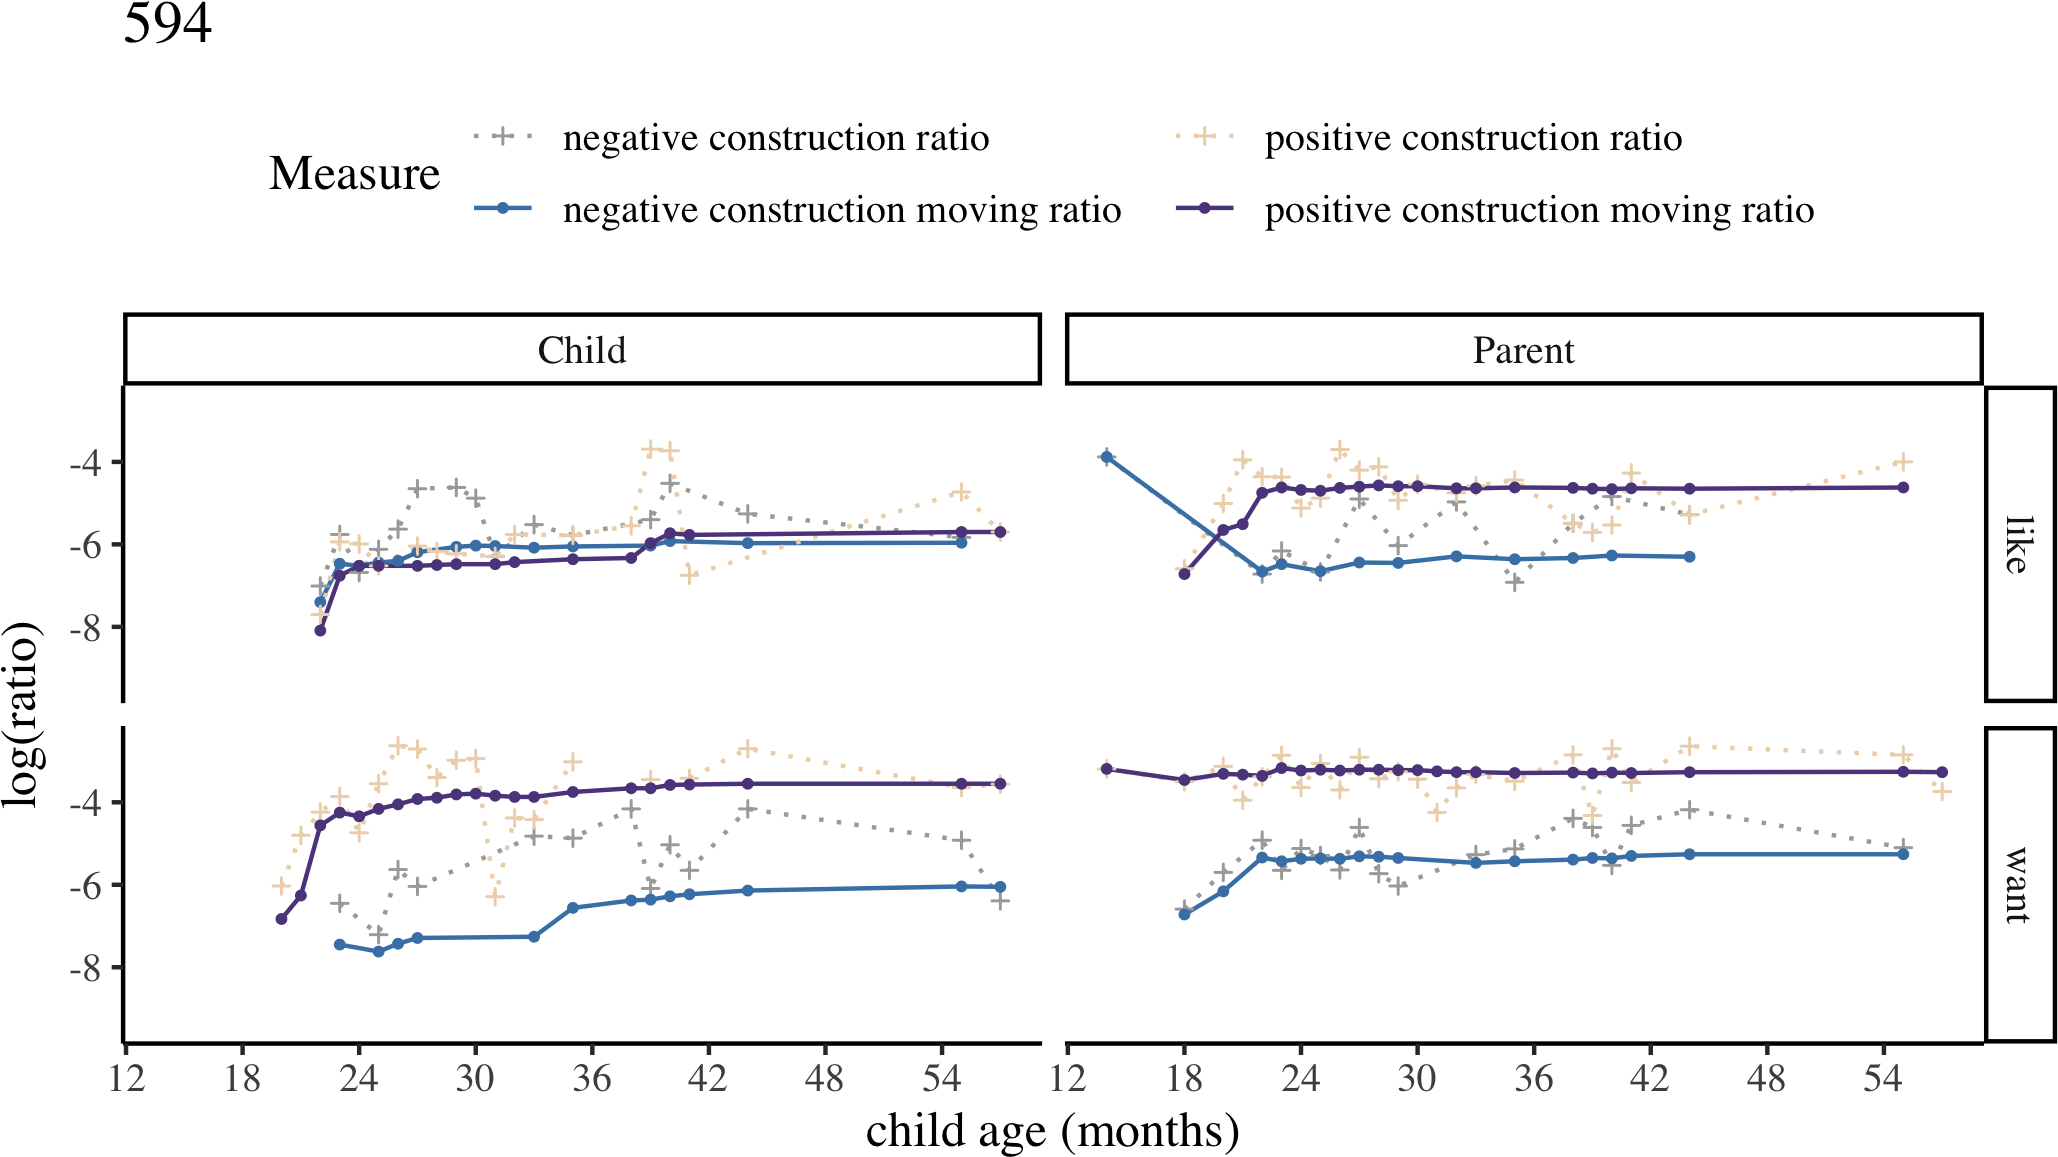 594
Measure
negative construction ratio
positive construction ratio
negative construction moving ratio
positive construction moving ratio
Child
Parent
like
want
log(ratio)
-4
-6
-8
-4
-6
-8
12 18 24 30 36 42 48 54
12 18 24 30 36 42 48 54
child age (months)